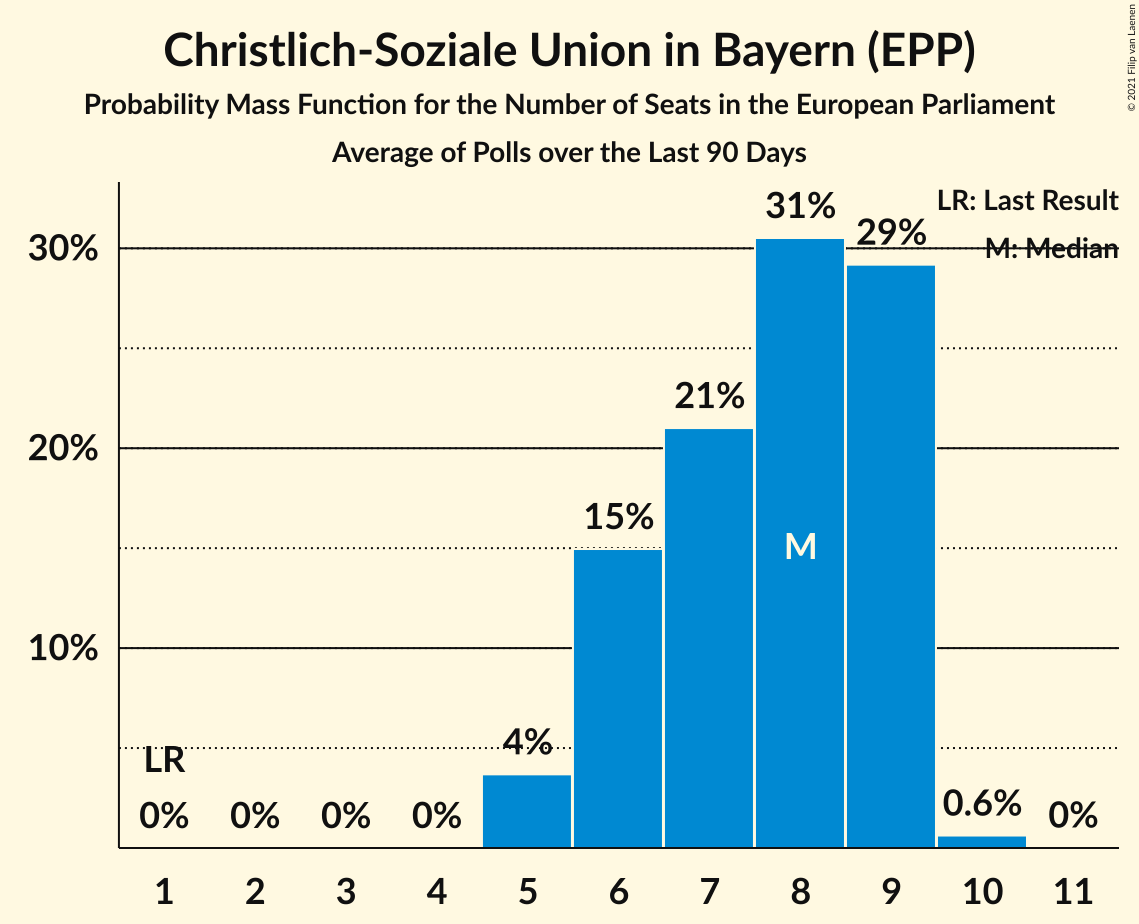 Christlich-Soziale Union in Bayern (EPP)
Probability Mass Function for the Number of Seats in the European Parliament
Average of Polls over the Last 90 Days
© 2021 Filip van Laenen
LR: Last Result
M: Median
30%
20%
10%
31%
29%
21%
15%
M
4%
LR
0%
0%
0%
0%
0.6%
0%
1 2 3 4 5 6 7 8 9 10 11